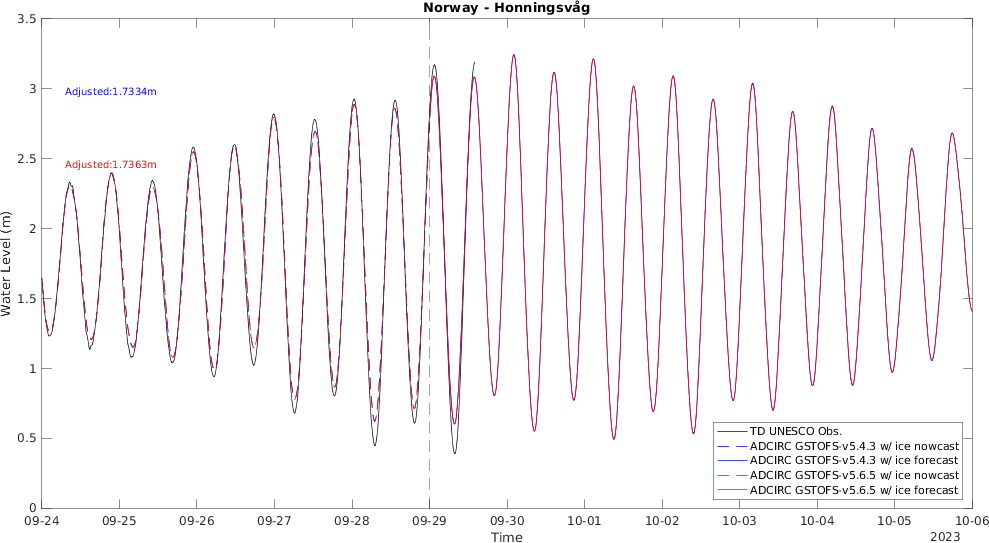 Norway - Honningsvåg
3.5
3
2.5
2
1.5
1
0.5
0
Water Level (m)
Adjusted:1.7334m
Adjusted:1.7363m
TD UNESCO Obs.
ADCIRC GSTOFS-v5.4.3 w/ ice nowcast
ADCIRC GSTOFS-v5.4.3 w/ ice forecast
ADCIRC GSTOFS-v5.6.5 w/ ice nowcast
ADCIRC GSTOFS-v5.6.5 w/ ice forecast
09-24 09-25 09-26 09-27 09-28 09-29 09-30 10-01 10-02 10-03 10-04 10-05 10-06
Time
2023